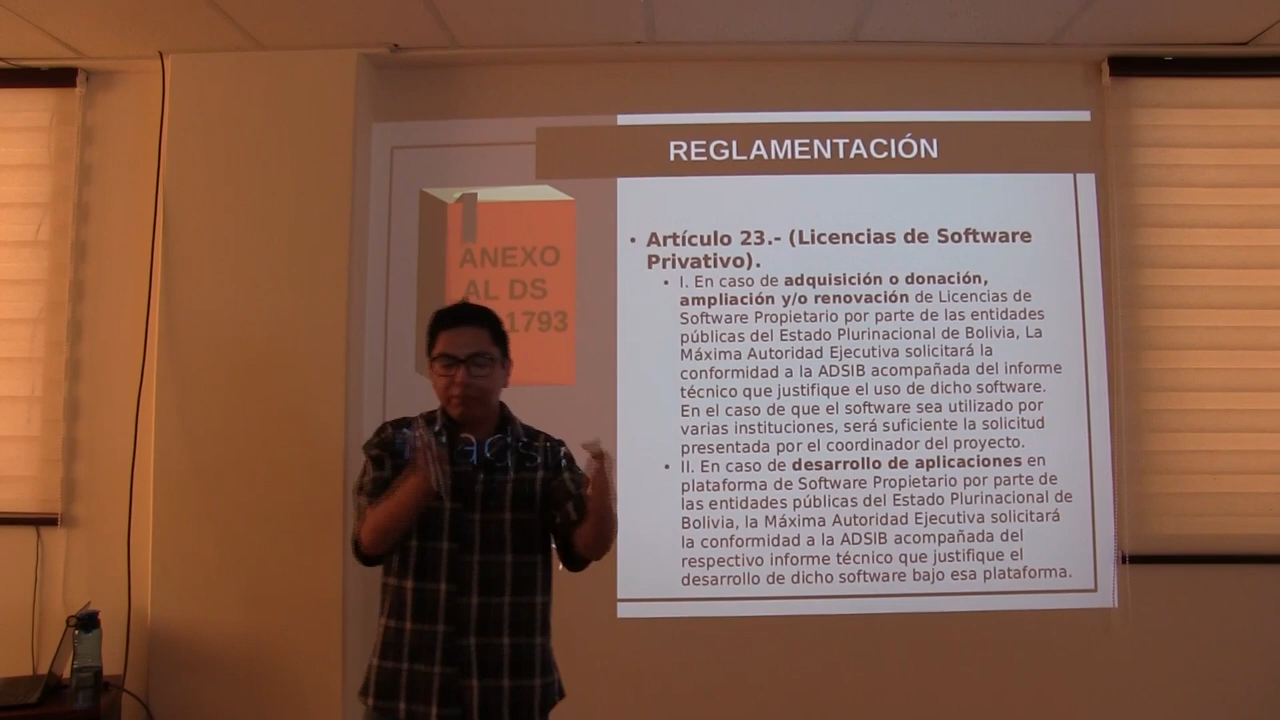 REGLAMENTACIÓN
ANEXO
AL DS
1793
• Artículo 23.- (Licencias de Software
Privativo).
• I. En caso de adquisición o donación,
ampliación y/o renovación de Licencias de
Software Propietario por parte de las entidades
públicas del Estado Plurinacional de Bolivia, La
Máxima Autoridad Ejecutiva solicitará la
conformidad a la ADSIB acompañada del informe
técnico que justifique el uso de dicho software.
En el caso de que el software sea utilizado por
varias instituciones, será suficiente la solicitud
presentada por el coordinador del proyecto.
• II. En caso de desarrollo de aplicaciones en
plataforma de Software Propietario por parte de
las entidades públicas del Estado Plurinacional de
Bolivia, la Máxima Autoridad Ejecutiva solicitará
la conformidad a la ADSIB acompañada del
respectivo informe técnico que justifique el
desarrollo de dicho software bajo esa plataforma.